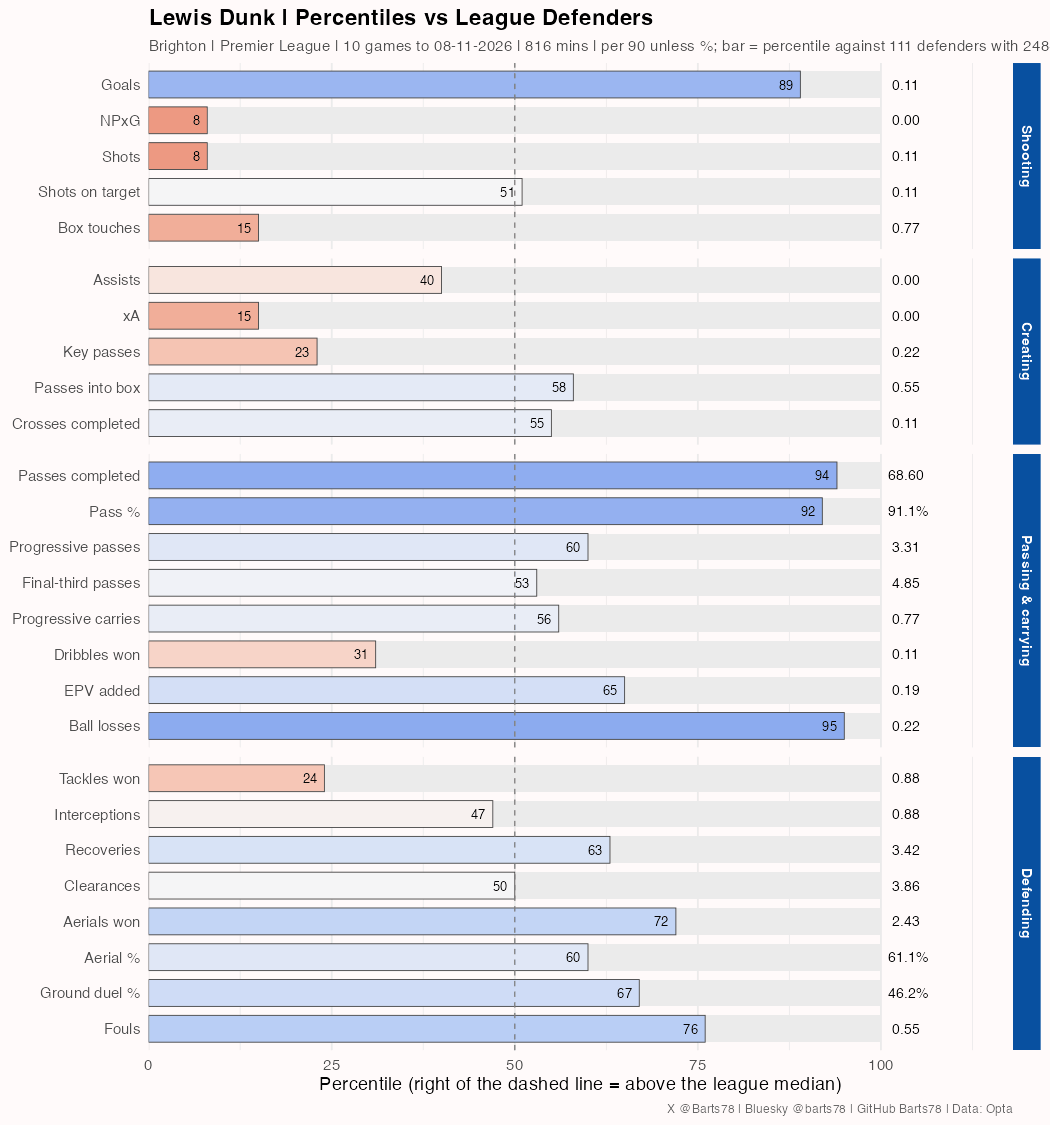 Lewis Dunk | Percentiles vs League Defenders
Brighton | Premier League | 10 games to 08-11-2026 | 816 mins | per 90 unless %; bar = percentile against 111 defenders with 248
Shooting
Goals 89 0.11
NPxG 8 0.00
Shots 8 0.11
Shots on target 51 0.11
Box touches 15 0.77
Creating
Assists 40 0.00
xA 15 0.00
Key passes 23 0.22
Passes into box 58 0.55
Crosses completed 55 0.11
Passing & carrying
Passes completed 94 68.60
Pass % 92 91.1%
Progressive passes 60 3.31
Final-third passes 53 4.85
Progressive carries 56 0.77
Dribbles won 31 0.11
EPV added 65 0.19
Ball losses 95 0.22
Defending
Tackles won 24 0.88
Interceptions 47 0.88
Recoveries 63 3.42
Clearances 50 3.86
Aerials won 72 2.43
Aerial % 60 61.1%
Ground duel % 67 46.2%
Fouls 76 0.55
0 25 50 75 100
Percentile (right of the dashed line = above the league median)
X @Barts78 | Bluesky @barts78 | GitHub Barts78 | Data: Opta